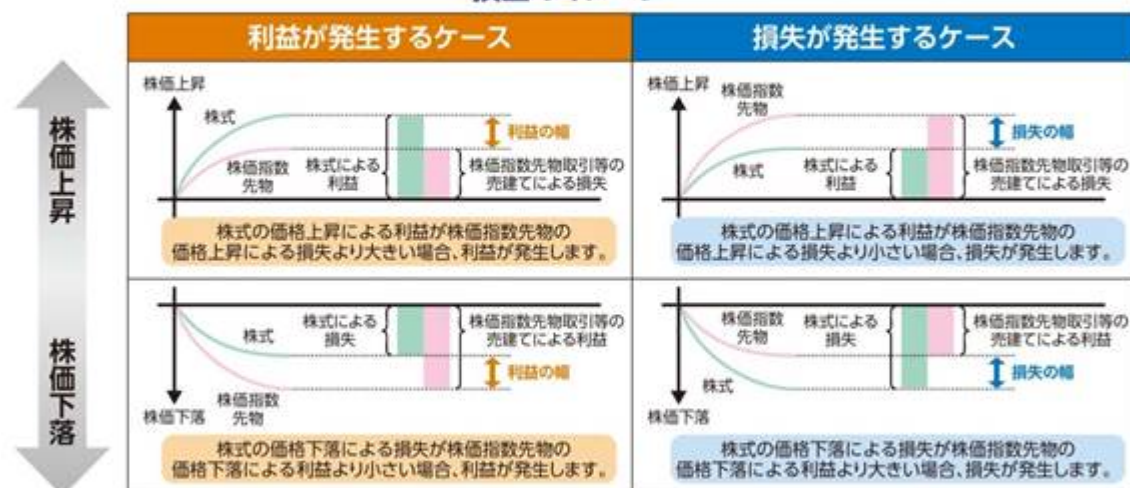 利益が発生するケース
損失が発生するケース
株価上昇
株価下落
株価上昇
株式
株価指数
先物
株式による
利益
利益の幅
株価指数先物取引等の
売建てによる損失
株式の価格上昇による利益が株価指数先物の
価格上昇による損失より大きい場合、利益が発生します。
株価上昇
株価指数
先物
株式
株式による
利益
損失の幅
株価指数先物取引等の
売建てによる損失
株式の価格上昇による利益が株価指数先物の
価格上昇による損失より小さい場合、損失が発生します。
株式
株式による
損失
株価指数先物取引等の
売建てによる利益
利益の幅
株価下落
株価指数
先物
株式の価格下落による損失が株価指数先物の
価格下落による利益より小さい場合、利益が発生します。
株価指数
先物
株式による
損失
株価指数先物取引等の
売建てによる利益
株式
損失の幅
株価下落
株式の価格下落による損失が株価指数先物の
価格下落による利益より大きい場合、損失が発生します。